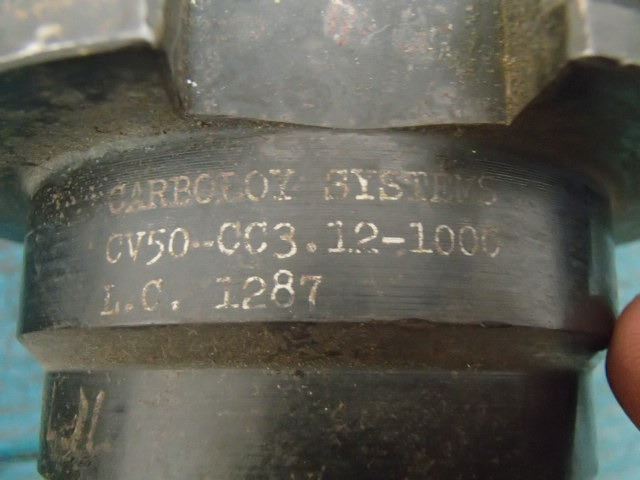 CARBOLOY SYSTEMS
CV50-CC3.12-1000
L.C. 1287